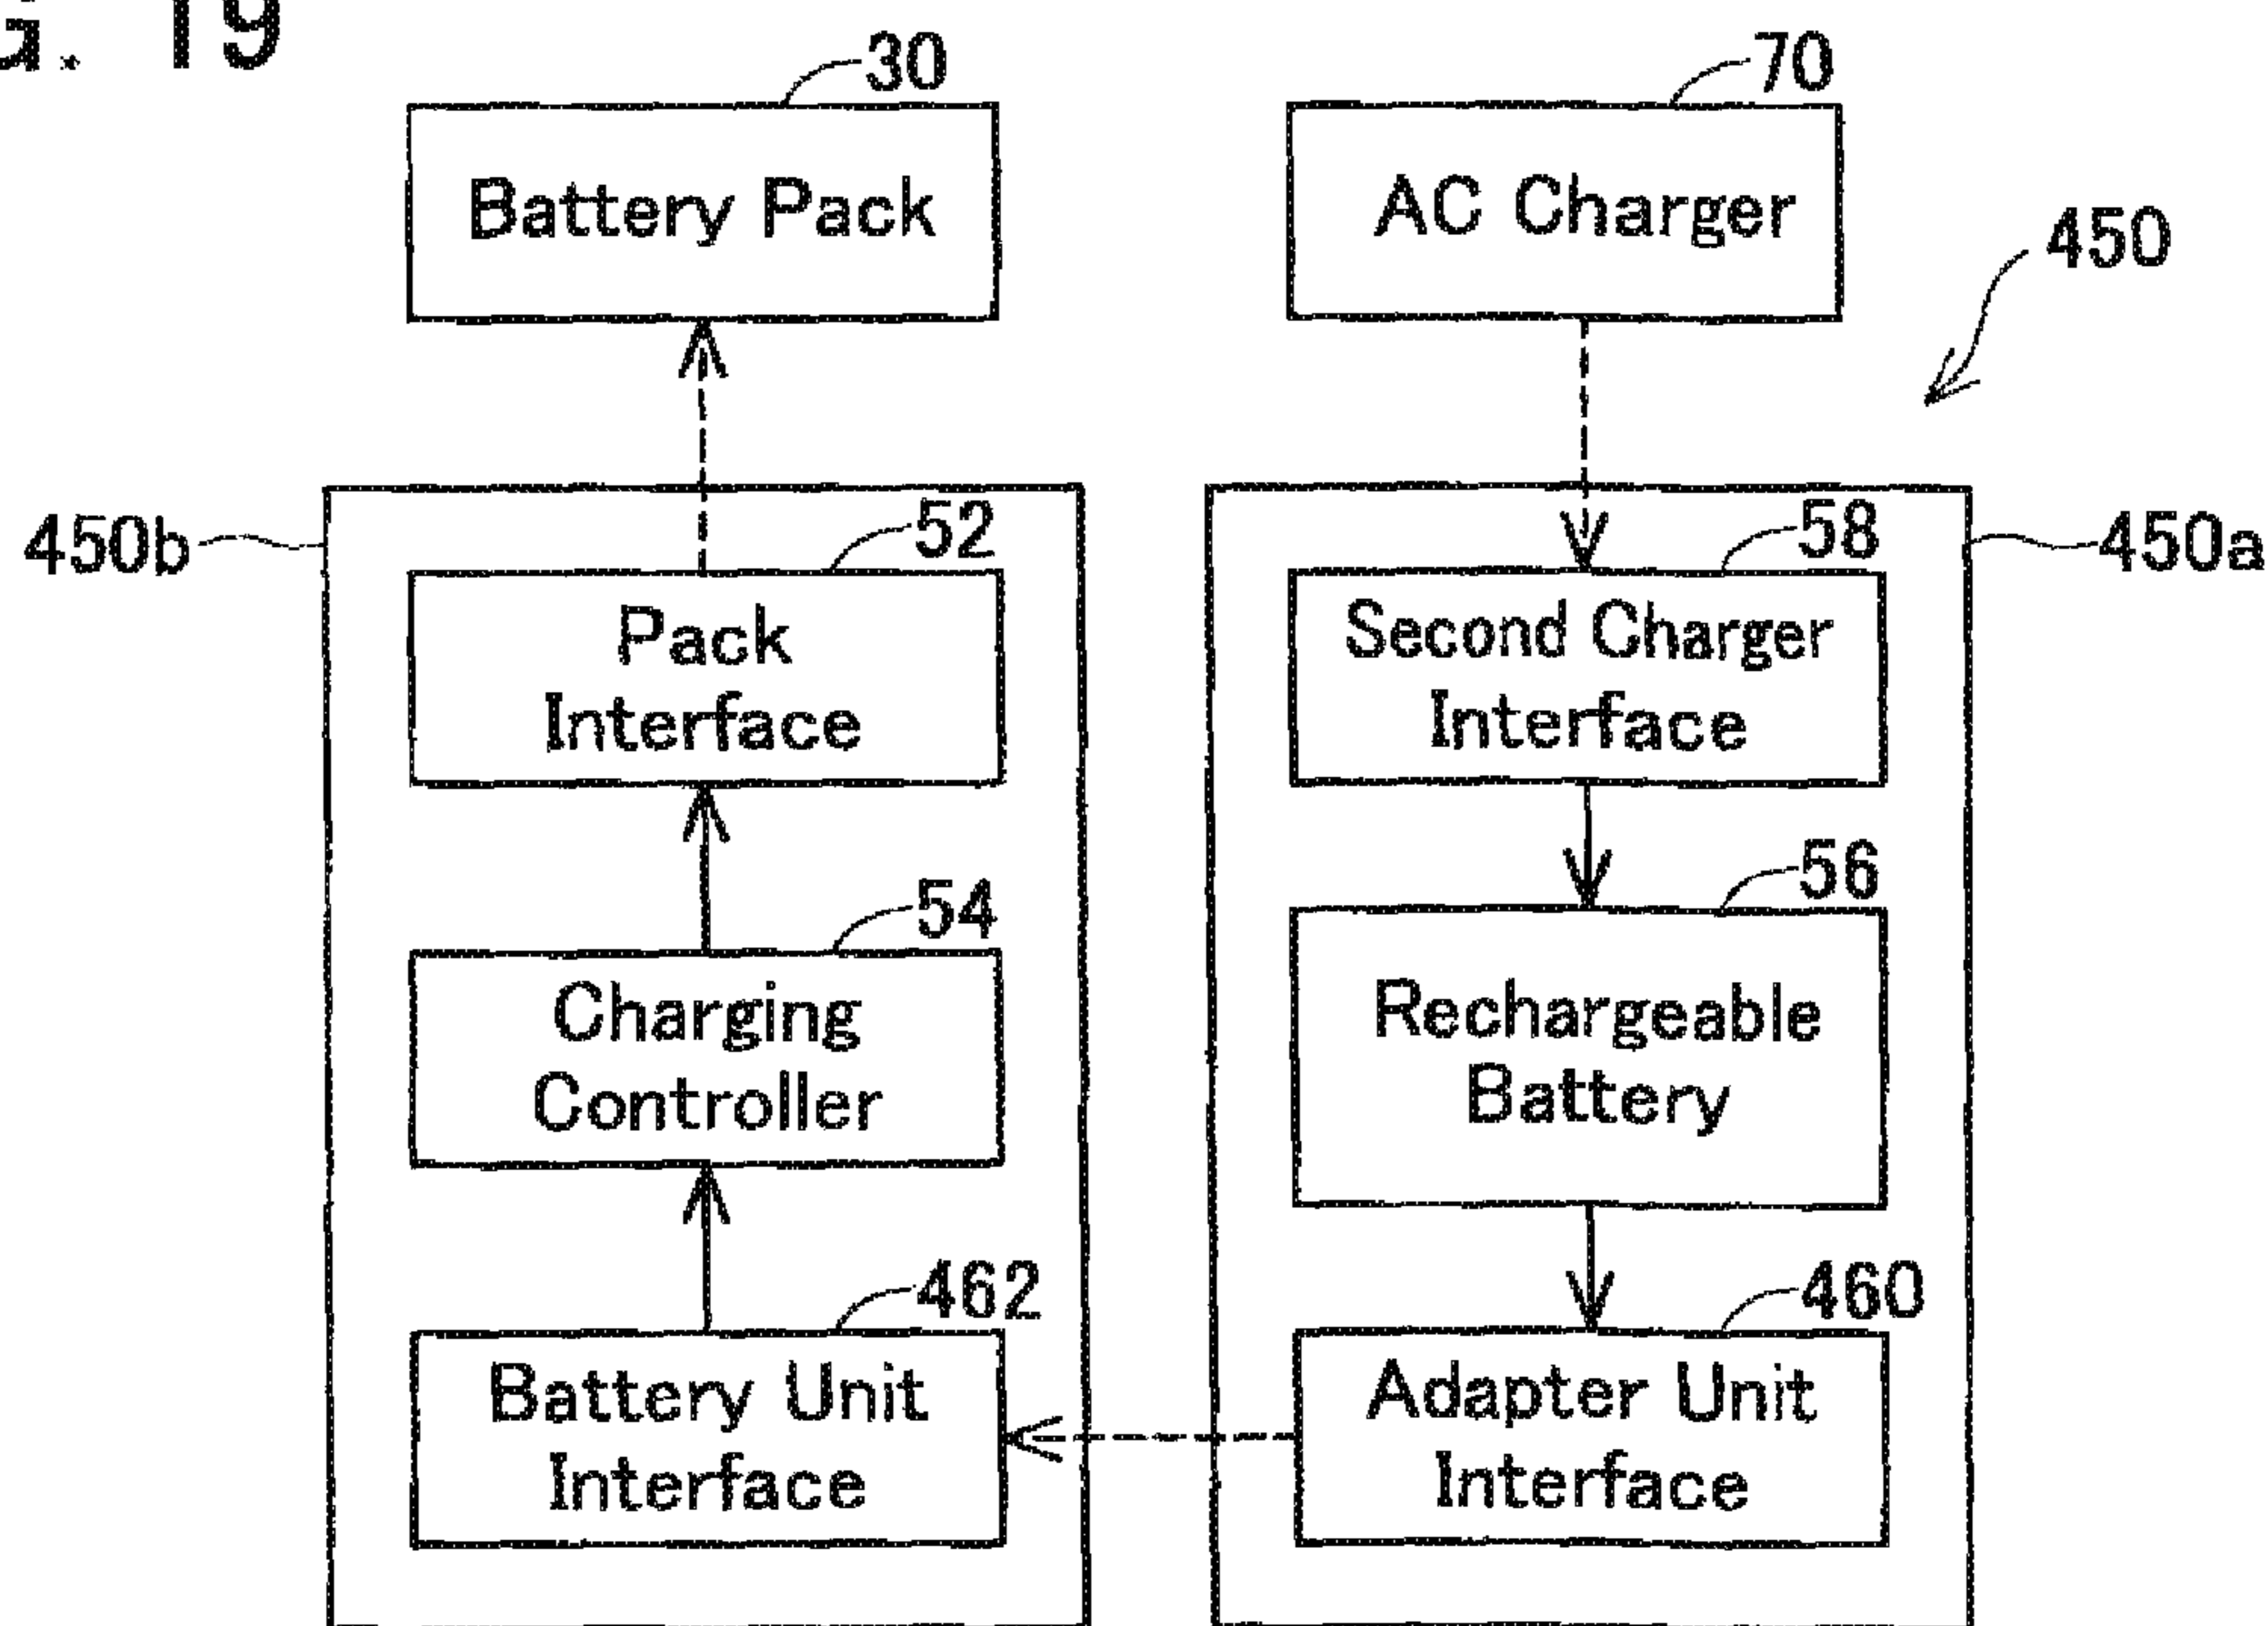 G. 19
30
70
Battery Pack
AC Charger
450
450b
52
58
450a
Pack
Interface
Second Charger
Interface
54
56
Charging
Controller
Rechargeable
Battery
462
460
Battery Unit
Interface
Adapter Unit
Interface